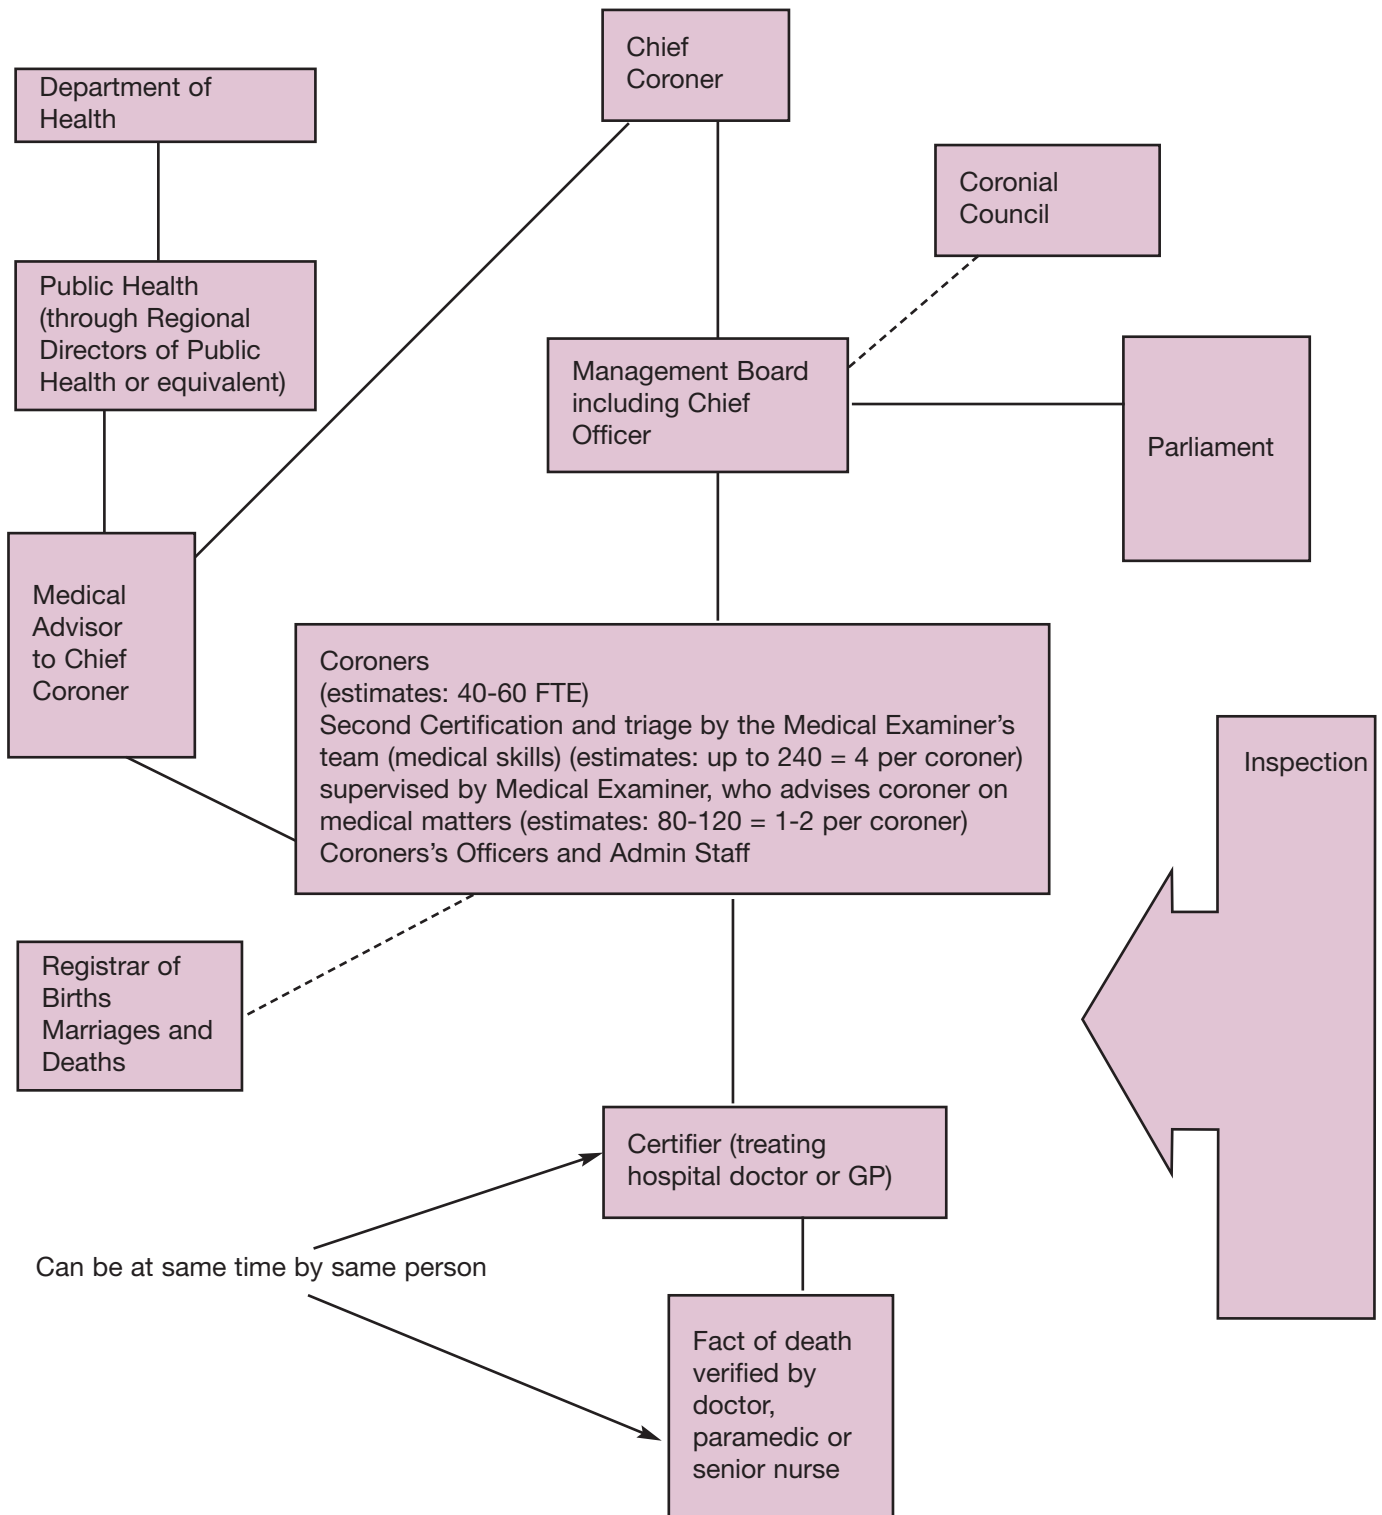 Chief
Coroner
Department of
Health
Coronial
Council
Public Health
(through Regional
Directors of Public
Health or equivalent)
Management Board
including Chief
Officer
Parliament
Medical
Advisor
to Chief
Coroner
Coroners
(estimates: 40-60 FTE)
Second Certification and triage by the Medical Examiner’s
team (medical skills) (estimates: up to 240 = 4 per coroner)
supervised by Medical Examiner, who advises coroner on
medical matters (estimates: 80-120 = 1-2 per coroner)
Coroners’s Officers and Admin Staff
Inspection
Registrar of
Births
Marriages and
Deaths
Certifier (treating
hospital doctor or GP)
Can be at same time by same person
Fact of death
verified by
doctor,
paramedic or
senior nurse